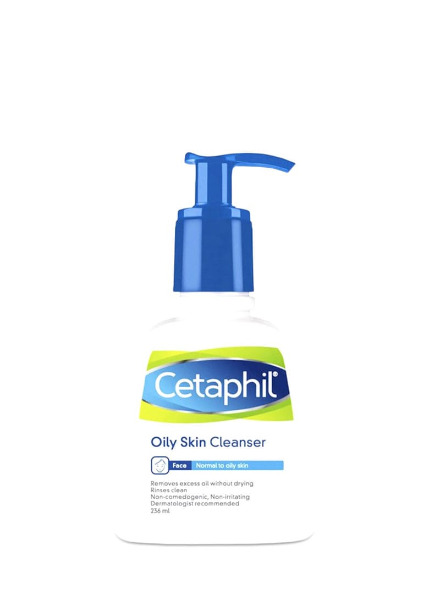 Cetaphil®
Oily Skin Cleanser
Face Normal to oily skin
Removes excess oil without drying
Rinses clean
Non-comedogenic, Non-irritating
Dermatologist recommended
236 ml